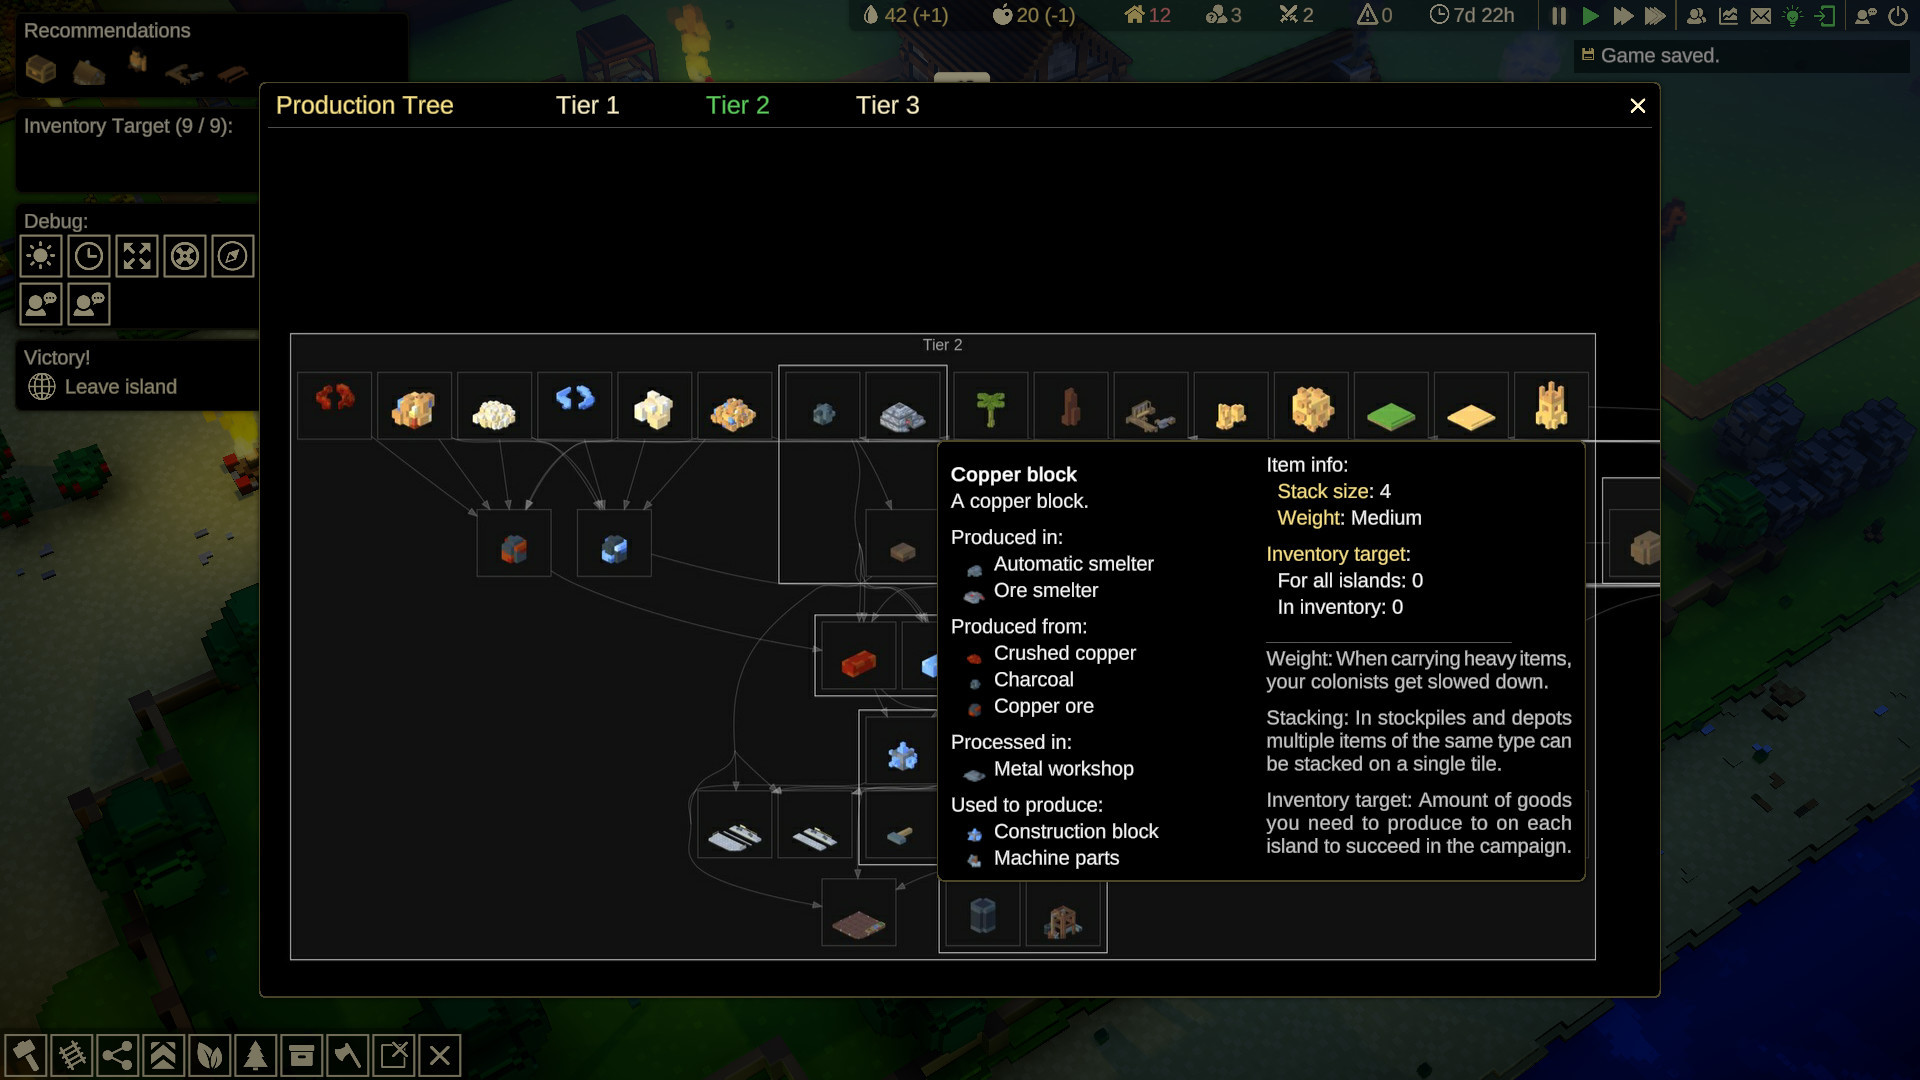 Recommendations
42 (+1)
20 (-1)
12
3
2
0
7d 22h
Game saved.
Inventory Target (9 / 9):
Debug:
Victory!
Leave island
Production Tree
Tier 1
Tier 2
Tier 3
Tier 2
Copper block
A copper block.
Produced in:
Automatic smelter
Ore smelter
Produced from:
Crushed copper
Charcoal
Copper ore
Processed in:
Metal workshop
Used to produce:
Construction block
Machine parts
Item info:
Stack size: 4
Weight: Medium
Inventory target:
For all islands: 0
In inventory: 0
Weight: When carrying heavy items,
your colonists get slowed down.
Stacking: In stockpiles and depots
multiple items of the same type can
be stacked on a single tile.
Inventory target: Amount of goods
you need to produce to on each
island to succeed in the campaign.